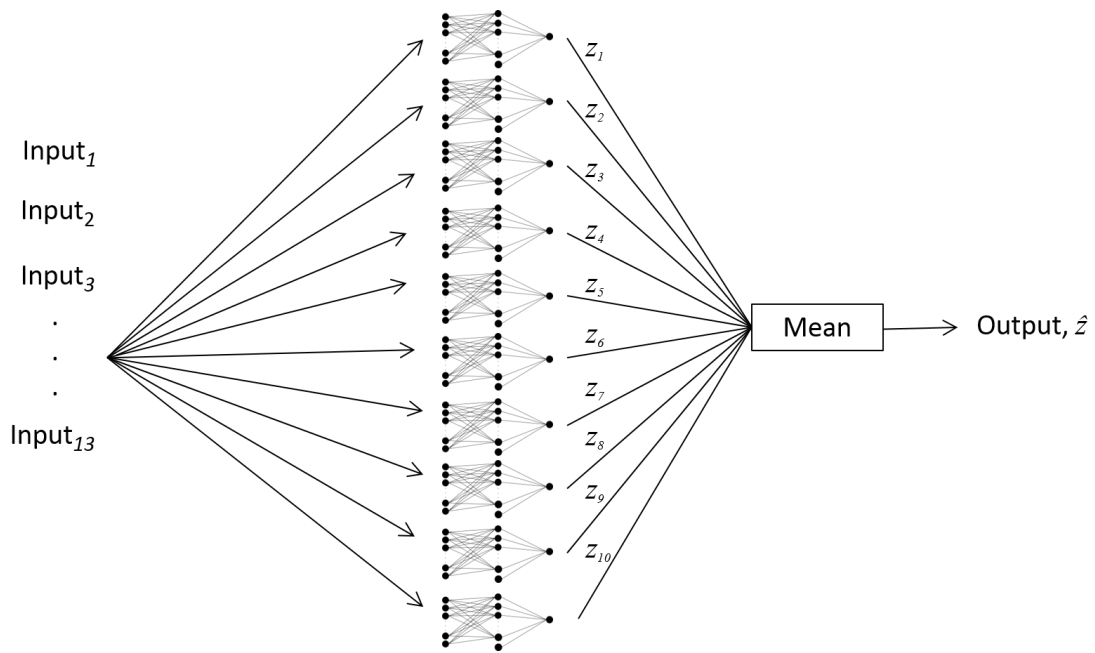 Input1
Input2
Input3
.
.
.
Input13
z1
z2
z3
z4
z5
z6
z7
z8
z9
z10
Mean
Output, ẑ